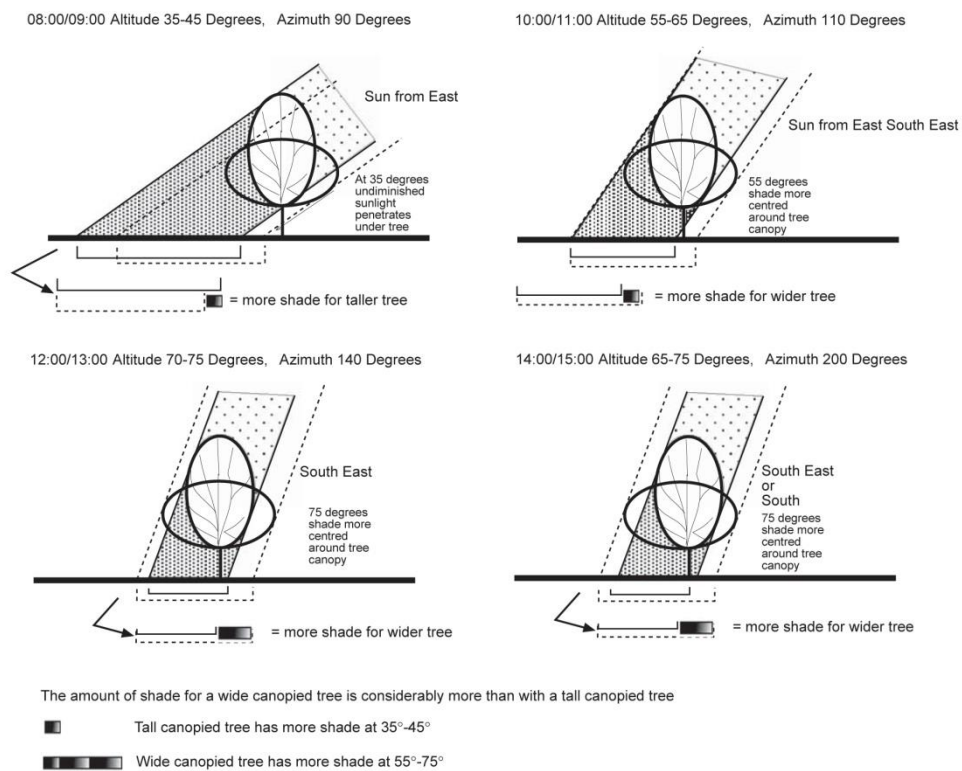 08:00/09:00 Altitude 35-45 Degrees, Azimuth 90 Degrees
Sun from East
At 35 degrees
undiminished
sunlight
penetrates
under tree
= more shade for taller tree
10:00/11:00 Altitude 55-65 Degrees, Azimuth 110 Degrees
Sun from East South East
55 degrees
shade more
centred
around tree
canopy
= more shade for wider tree
12:00/13:00 Altitude 70-75 Degrees, Azimuth 140 Degrees
South East
75 degrees
shade more
centred
around tree
canopy
= more shade for wider tree
14:00/15:00 Altitude 65-75 Degrees, Azimuth 200 Degrees
South East
or
South
75 degrees
shade more
centred
around tree
canopy
= more shade for wider tree
The amount of shade for a wide canopied tree is considerably more than with a tall canopied tree
Tall canopied tree has more shade at 35°-45°
Wide canopied tree has more shade at 55°-75°